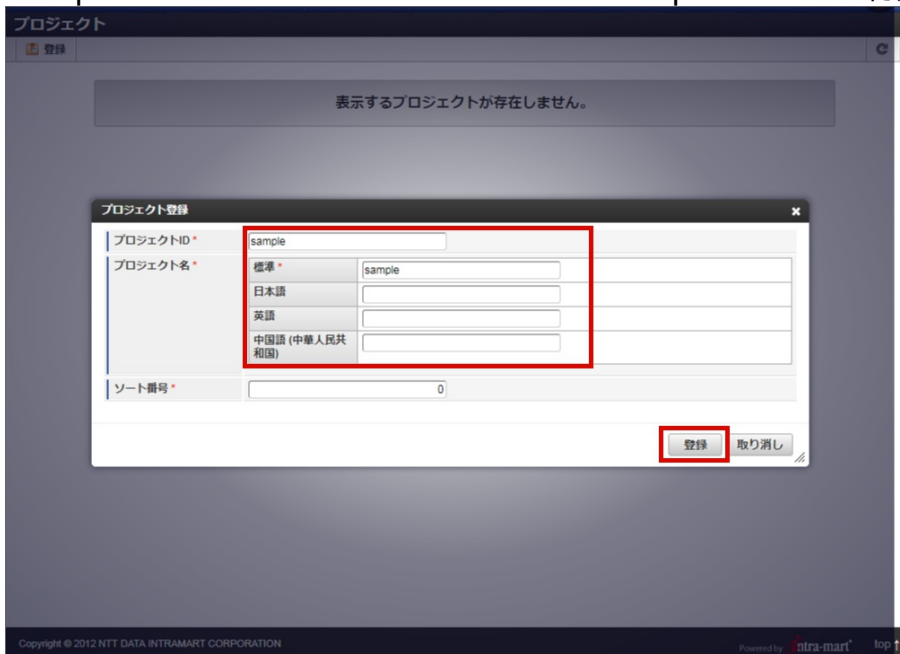 プロジェクト
登録
表示するプロジェクトが存在しません。
プロジェクト登録
プロジェクトID *
sample
プロジェクト名 *
標準 *
sample
日本語
英語
中国語 (中華人民共
和国)
ソート番号 *
0
登録 取り消し
Copyright © 2012 NTT DATA INTRAMART CORPORATION
Powered by intra-mart
top ↑